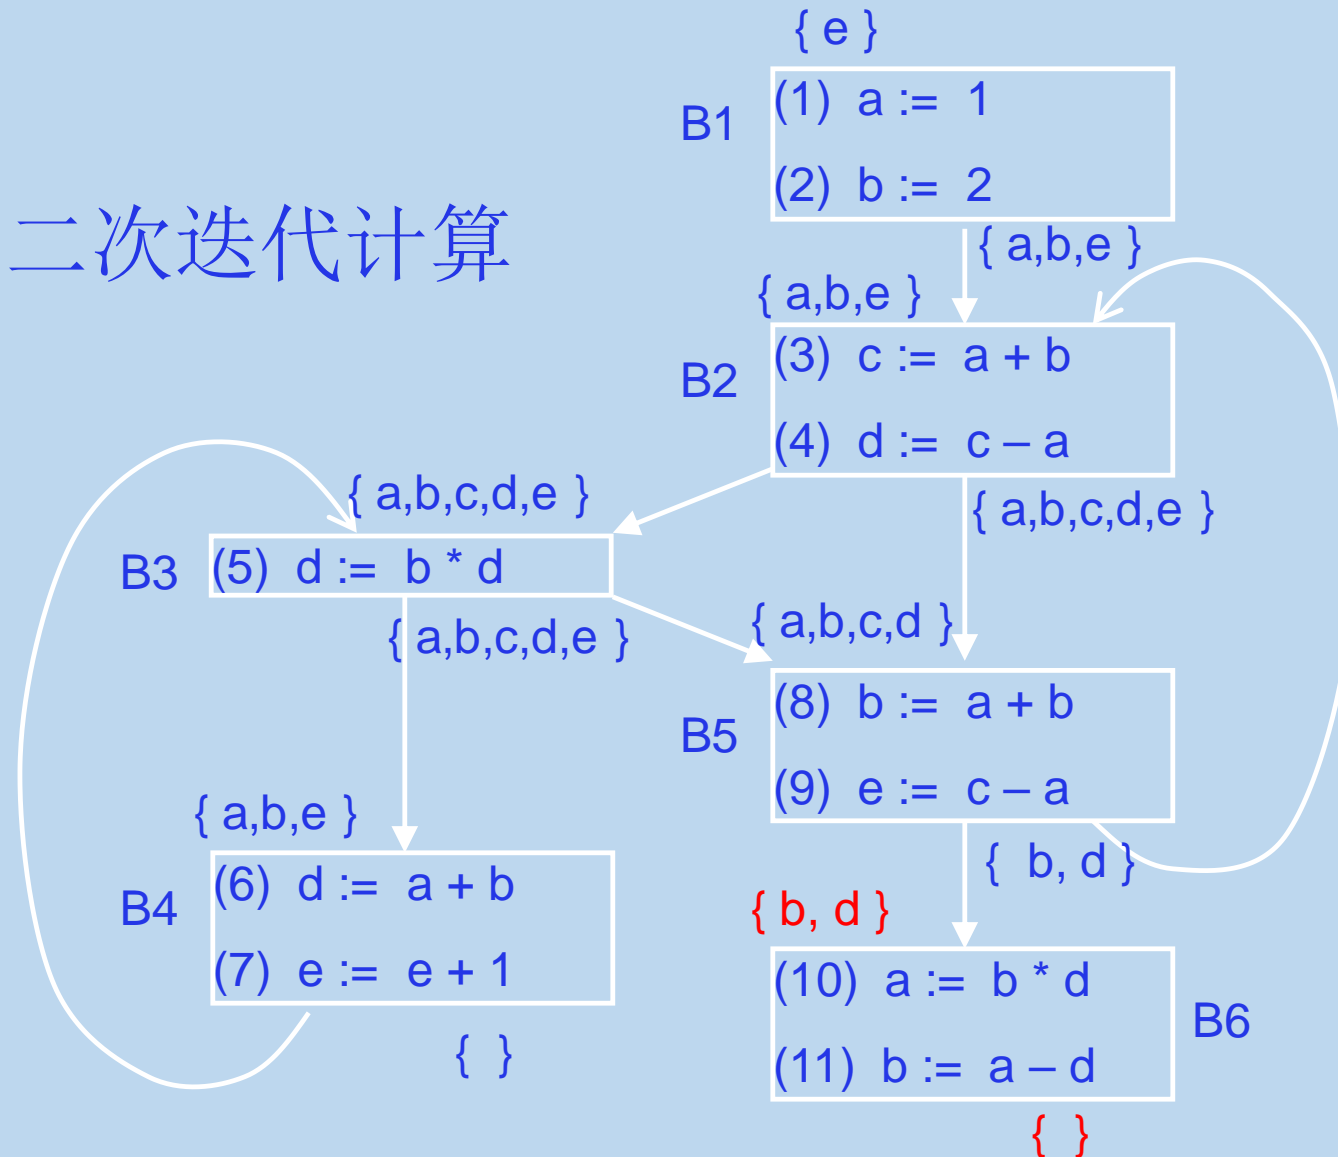 二次迭代计算
{ e }
B1
(1) a := 1
(2) b := 2
{ a,b,e }
{ a,b,e }
B2
(3) c := a + b
(4) d := c – a
{ a,b,c,d,e }
{ a,b,c,d,e }
B3
(5) d := b * d
{ a,b,c,d,e }
{ a,b,e }
B4
(6) d := a + b
(7) e := e + 1
{ }
{ a,b,c,d }
B5
(8) b := a + b
(9) e := c – a
{ b, d }
{ b, d }
(10) a := b * d
(11) b := a – d
B6
{ }